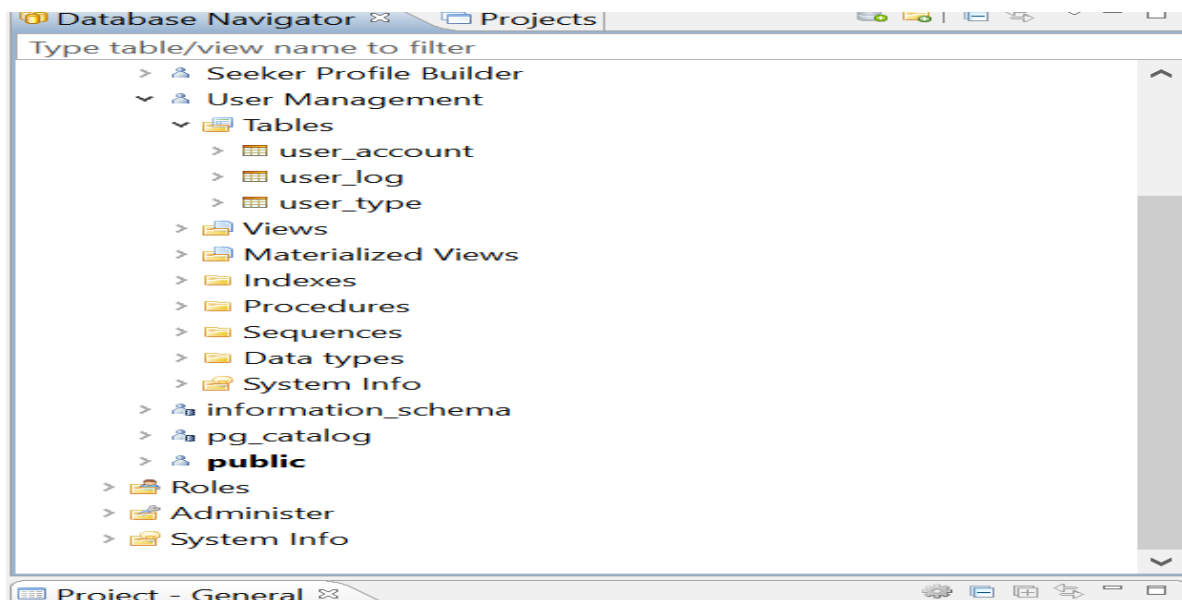 Database Navigator Projects
Type table/view name to filter
Seeker Profile Builder
User Management
Tables
user_account
user_log
user_type
Views
Materialized Views
Indexes
Procedures
Sequences
Data types
System Info
information_schema
pg_catalog
public
Roles
Administer
System Info
Project - General